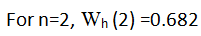 For n=2, Wₕ (2) =0.682